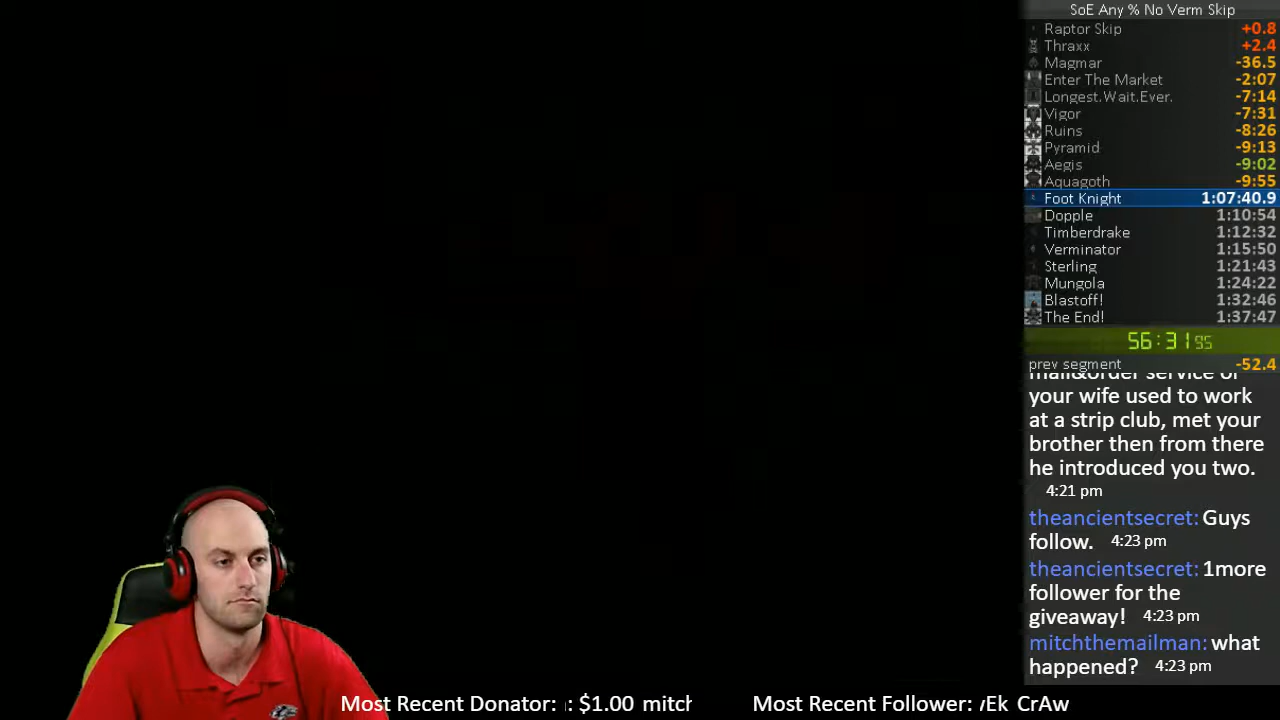 SoE Any % No Verm Skip
Raptor Skip +0.8
Thraxx +2.4
Magmar -36.5
Enter The Market -2:07
Longest.Wait.Ever. -7:14
Vigor -7:31
Ruins -8:26
Pyramid -9:13
Aegis -9:02
Aquagoth -9:55
Foot Knight 1:07:40.9
Dopple 1:10:54
Timberdrake 1:12:32
Verminator 1:15:50
Sterling 1:21:43
Mungola 1:24:22
Blastoff! 1:32:46
The End! 1:37:47
56:31 95
prev segment -52.4
mail&order service or
your wife used to work
at a strip club, met your
brother then from there
he introduced you two.
4:21 pm
theancientsecret: Guys
follow. 4:23 pm
theancientsecret: 1more
follower for the
giveaway! 4:23 pm
mitchthemailman: what
happened? 4:23 pm
Most Recent Donator: : $1.00 mitch Most Recent Follower: Ek CrAw